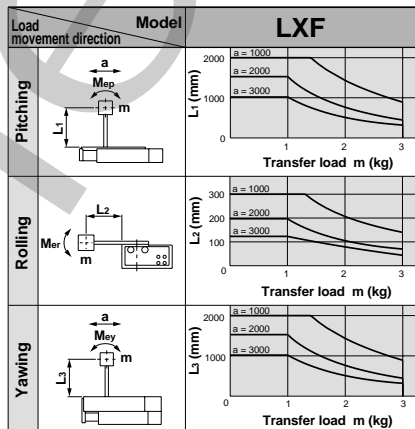 Model
Load
movement direction
LXF
Pitching
a
Mep
m
L1
L1 (mm)
2000
1000
0
a = 1000
a = 2000
a = 3000
1
2
3
Transfer load m (kg)
Rolling
L2
Mer
m
L2 (mm)
300
200
100
0
a = 1000
a = 2000
a = 3000
1
2
3
Transfer load m (kg)
Yawing
a
Mey
m
L3
L3 (mm)
2000
1000
0
a = 1000
a = 2000
a = 3000
1
2
3
Transfer load m (kg)